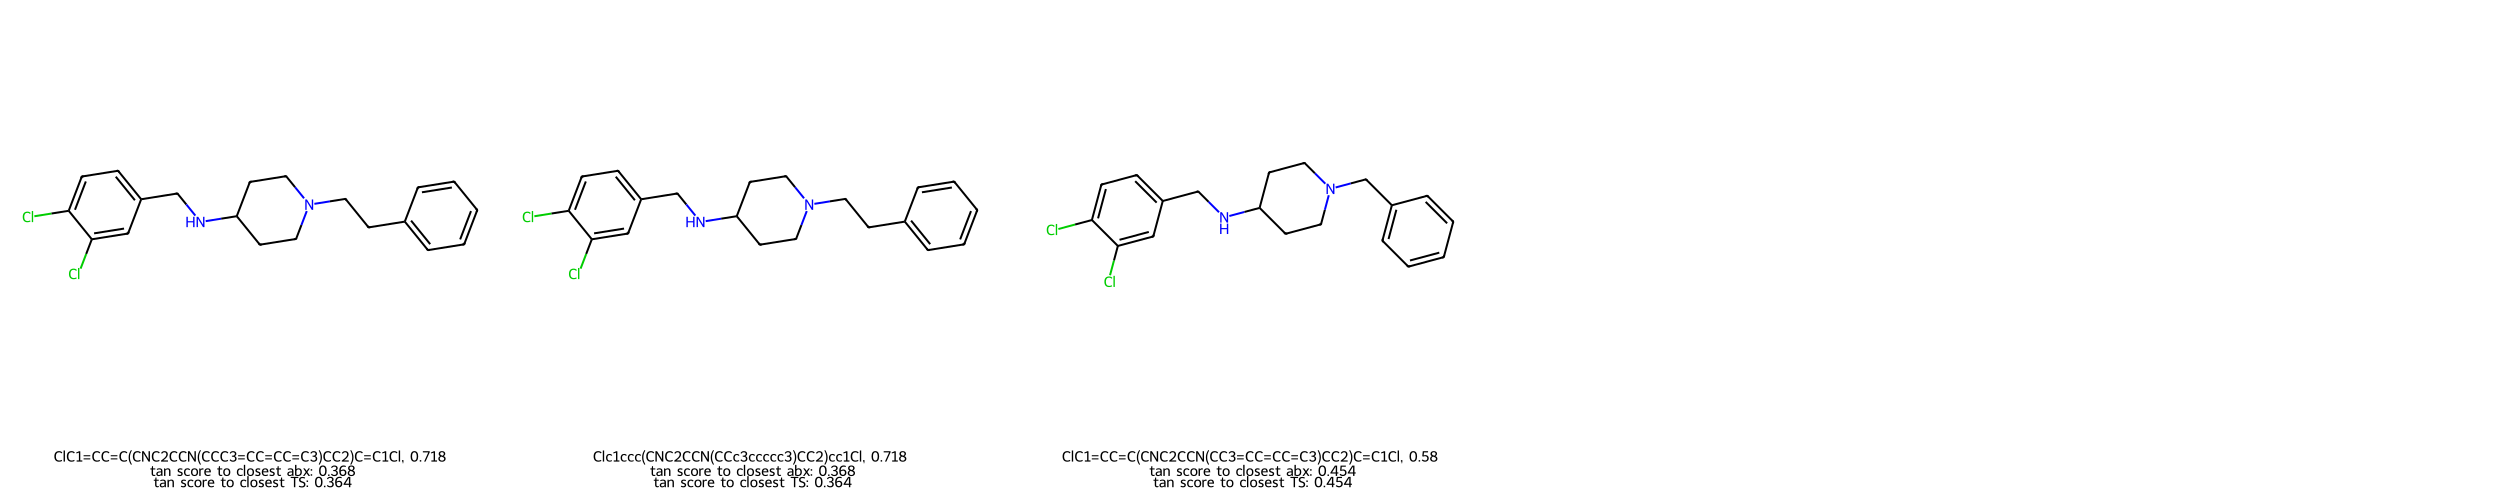 Cl
Cl
HN
N
Cl
Cl
HN
N
Cl
Cl
N
H
N
ClC1=CC=C(CNC2CCN(CCC3=CC=CC=C3)CC2)C=C1Cl, 0.718
tan score to closest abx: 0.368
tan score to closest TS: 0.364
Clc1ccc(CNC2CCN(CCc3ccccc3)CC2)cc1Cl, 0.718
tan score to closest abx: 0.368
tan score to closest TS: 0.364
ClC1=CC=C(CNC2CCN(CC3=CC=CC=C3)CC2)C=C1Cl, 0.58
tan score to closest abx: 0.454
tan score to closest TS: 0.454